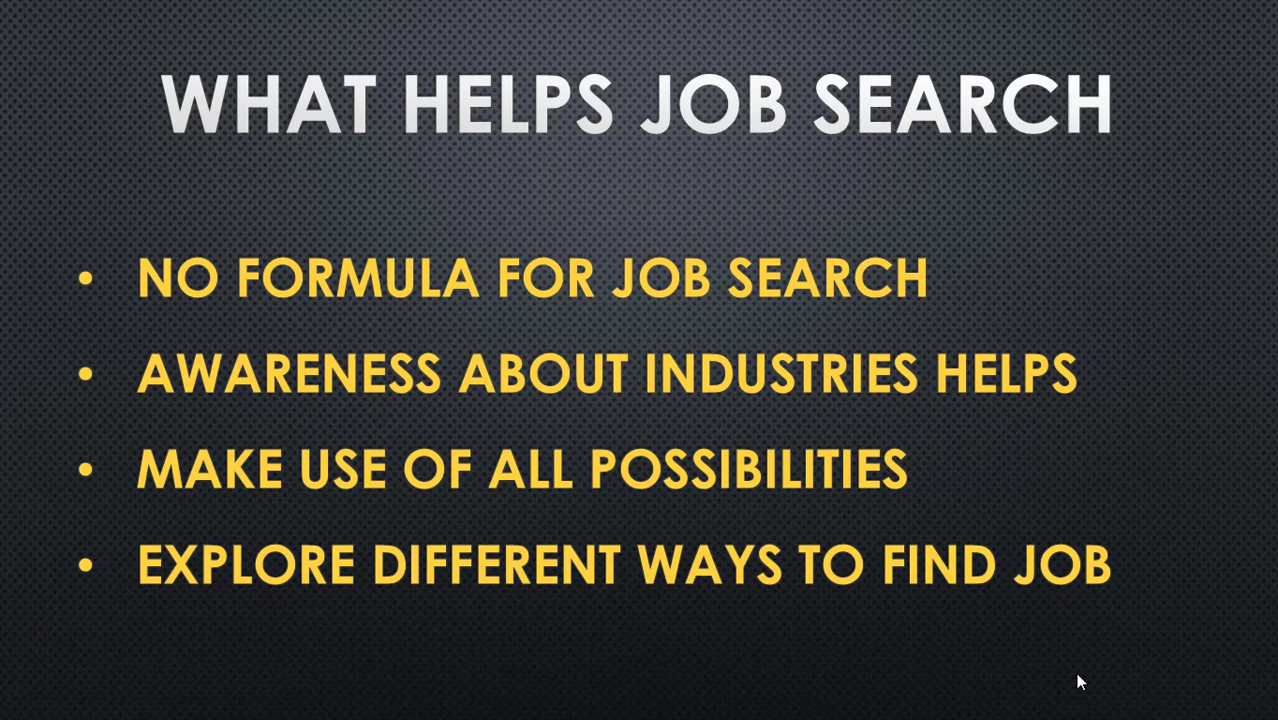 WHAT HELPS JOB SEARCH
• NO FORMULA FOR JOB SEARCH
• AWARENESS ABOUT INDUSTRIES HELPS
• MAKE USE OF ALL POSSIBILITIES
• EXPLORE DIFFERENT WAYS TO FIND JOB